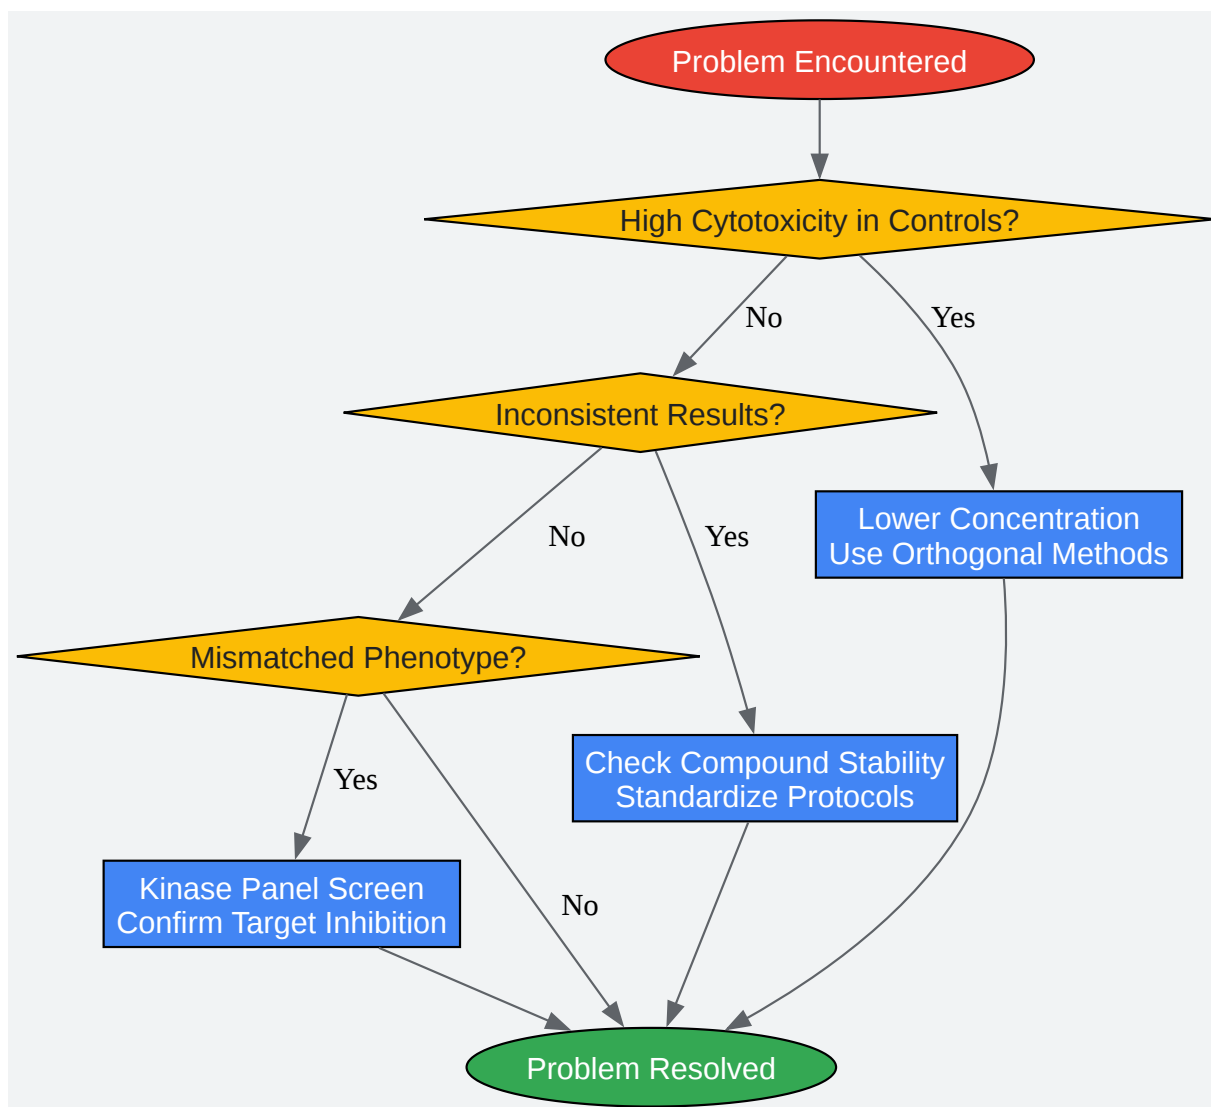 Problem Encountered
High Cytotoxicity in Controls?
No
Yes
Inconsistent Results?
Lower Concentration
Use Orthogonal Methods
No
Yes
Mismatched Phenotype?
Check Compound Stability
Standardize Protocols
Yes
Kinase Panel Screen
Confirm Target Inhibition
No
Problem Resolved